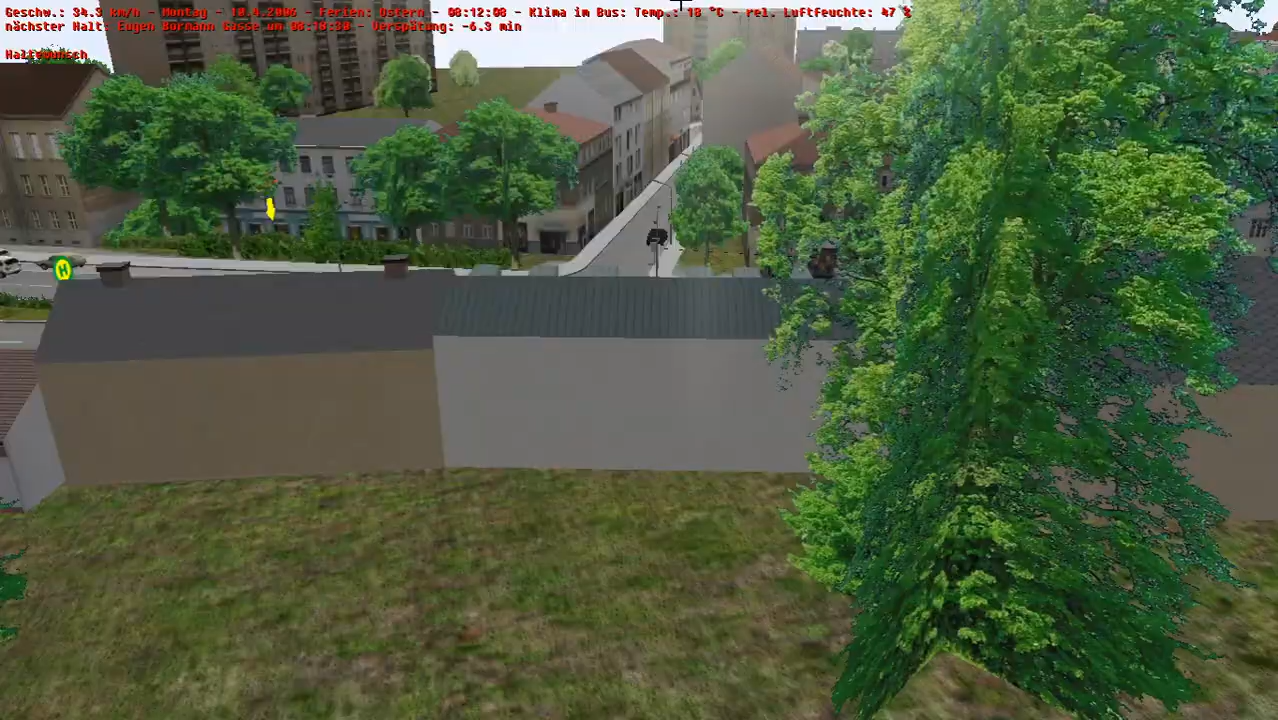 Geschw.: 34.3 km/h - Montag - 10.4.2006 - Ferien: Ostern - 08:12:08 - Klima im Bus: Temp.: 18 °C - rel. Luftfeuchte: 47 %
nächster Halt: Eugen Bormann Gasse um 08:18:30 - Verspätung: -6.3 min
Haltewunsch
H